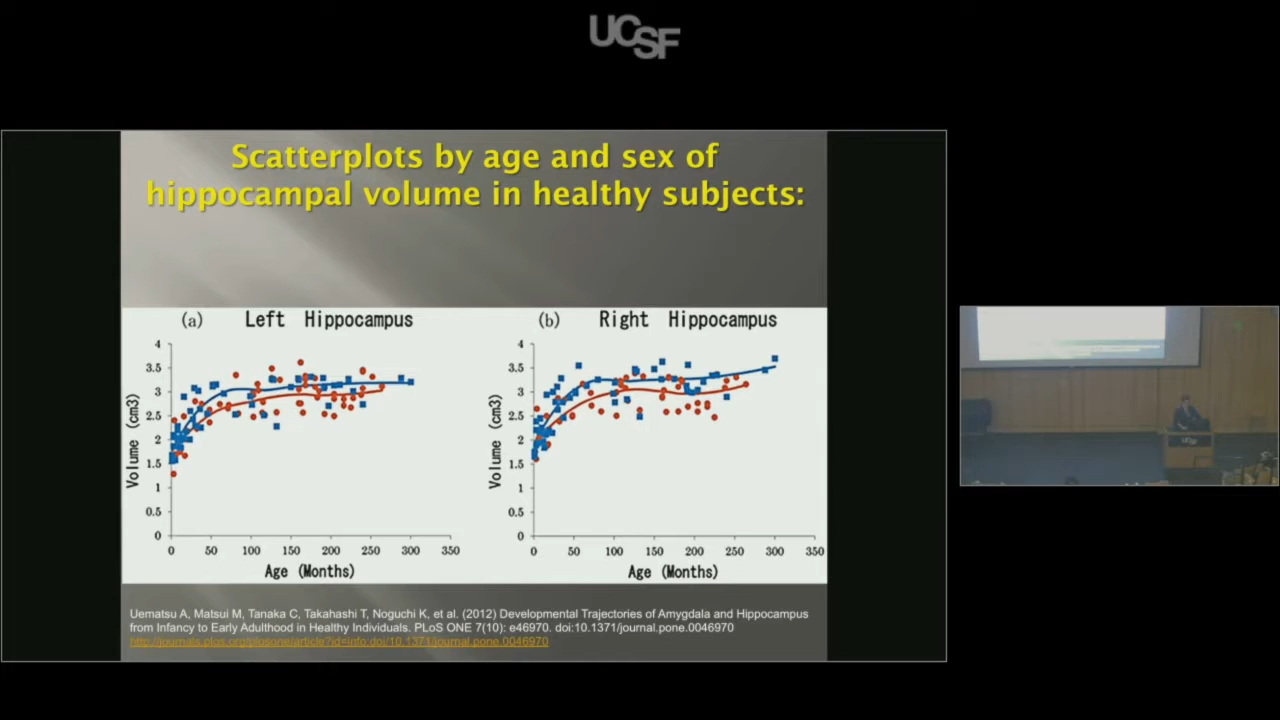 UCSF
Scatterplots by age and sex of
hippocampal volume in healthy subjects:
(a) Left Hippocampus
4
3.5
3
2.5
2
1.5
1
0.5
0
Volume (cm3)
0 50 100 150 200 250 300 350
Age (Months)
(b) Right Hippocampus
4
3.5
3
2.5
2
1.5
1
0.5
0
Volume (cm3)
0 50 100 150 200 250 300 350
Age (Months)
Uematsu A, Matsui M, Tanaka C, Takahashi T, Noguchi K, et al. (2012) Developmental Trajectories of Amygdala and Hippocampus
from Infancy to Early Adulthood in Healthy Individuals. PLoS ONE 7(10): e46970. doi:10.1371/journal.pone.0046970
http://journals.plos.org/plosone/article?id=info:doi/10.1371/journal.pone.0046970
UCSF